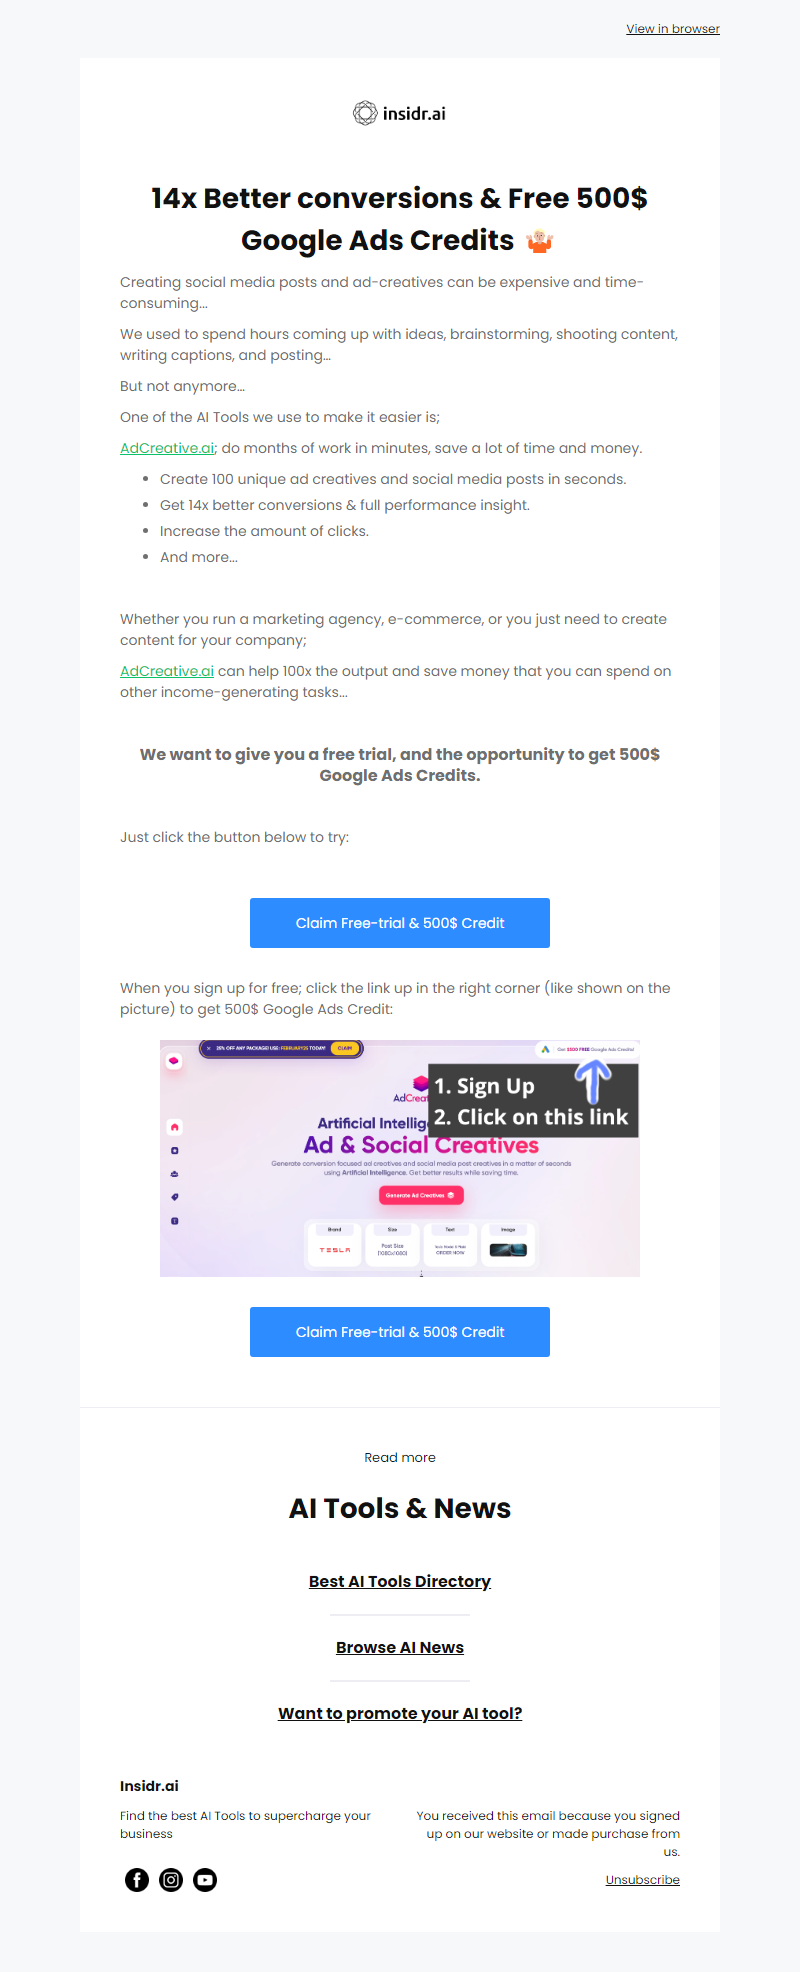 View in browser
insidr.ai
14x Better conversions & Free 500$
Google Ads Credits 🤷🏼
Creating social media posts and ad-creatives can be expensive and time-
consuming...
We used to spend hours coming up with ideas, brainstorming, shooting content,
writing captions, and posting...
But not anymore...
One of the AI Tools we use to make it easier is;
AdCreative.ai; do months of work in minutes, save a lot of time and money.
• Create 100 unique ad creatives and social media posts in seconds.
• Get 14x better conversions & full performance insight.
• Increase the amount of clicks.
• And more...
Whether you run a marketing agency, e-commerce, or you just need to create
content for your company;
AdCreative.ai can help 100x the output and save money that you can spend on
other income-generating tasks...
We want to give you a free trial, and the opportunity to get 500$
Google Ads Credits.
Just click the button below to try:
Claim Free-trial & 500$ Credit
When you sign up for free; click the link up in the right corner (like shown on the
picture) to get 500$ Google Ads Credit:
25% OFF ANY PACKAGE! USE: FEBRUARY25 TODAY! CLAIM
Get $500 FREE Google Ads Credits!
1. Sign Up
2. Click on this link
AdCreat
Artificial Intellig
Ad & Social Creatives
Generate conversion focused ad creatives and social media post creatives in a matter of seconds
using Artificial Intelligence. Get better results while saving time.
Generate Ad Creatives
Brand Size Text Image
TESLA
Post Size
(1080x1080)
ORDER NOW
Claim Free-trial & 500$ Credit
Read more
AI Tools & News
Best AI Tools Directory
Browse AI News
Want to promote your AI tool?
Insidr.ai
Find the best AI Tools to supercharge your
business
You received this email because you signed
up on our website or made purchase from
us.
Unsubscribe